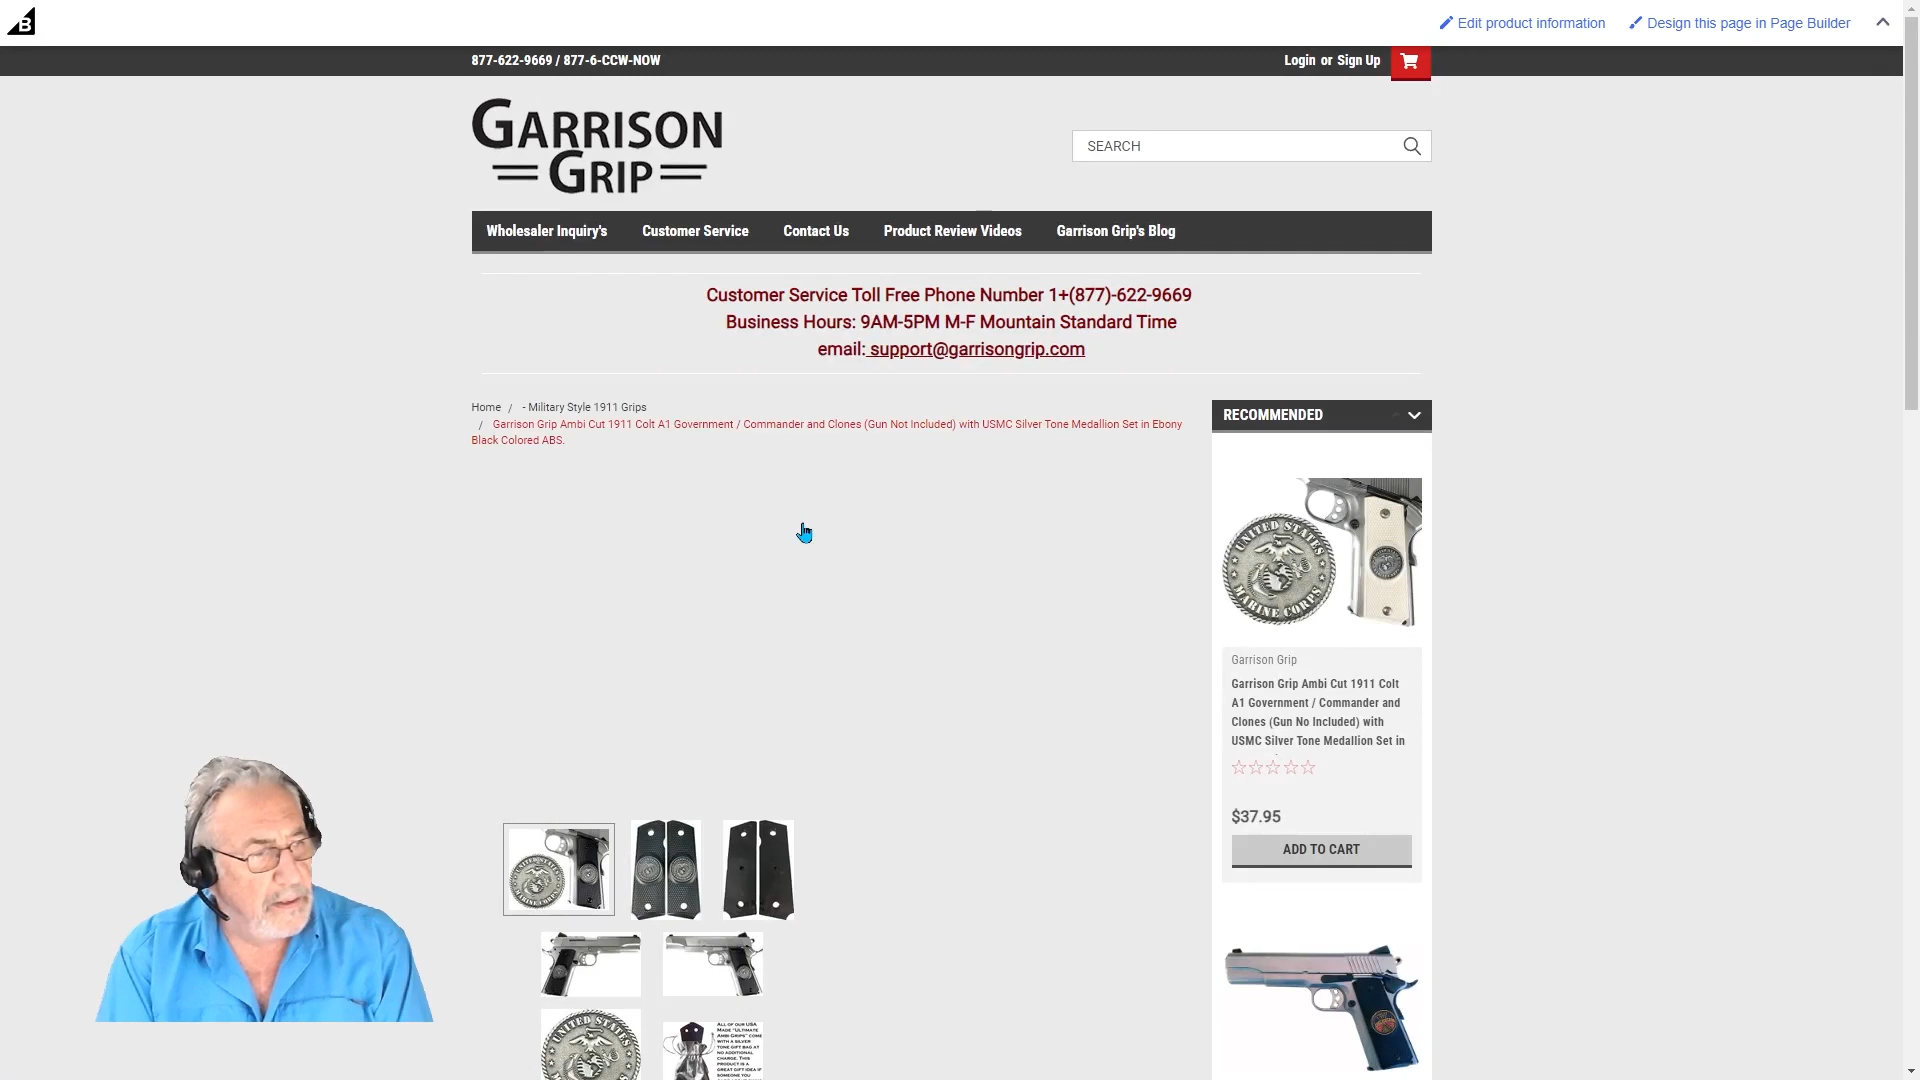 B
Edit product information
Design this page in Page Builder
877-622-9669 / 877-6-CCW-NOW
Login or Sign Up
GARRISON
GRIP
SEARCH
Wholesaler Inquiry's
Customer Service
Contact Us
Product Review Videos
Garrison Grip's Blog
Customer Service Toll Free Phone Number 1+(877)-622-9669
Business Hours: 9AM-5PM M-F Mountain Standard Time
email: support@garrisongrip.com
Home / - Military Style 1911 Grips
/ Garrison Grip Ambi Cut 1911 Colt A1 Government / Commander and Clones (Gun Not Included) with USMC Silver Tone Medallion Set in Ebony
Black Colored ABS.
RECOMMENDED
UNITED STATES
MARINE CORPS
Garrison Grip
Garrison Grip Ambi Cut 1911 Colt
A1 Government / Commander and
Clones (Gun No Included) with
USMC Silver Tone Medallion Set in
$37.95
ADD TO CART
UNITED STATES
MARINE CORPS
UNITED STATES
ALL OF OUR USA
MADE "ULTIMATE
AMBI GRIPS" COME
WITH A SILVER
TONE GIFT BAG AT
NO ADDITIONAL
CHARGE. THIS
PRODUCT IS A
GREAT GIFT IDEA IF
SOMEONE YOU